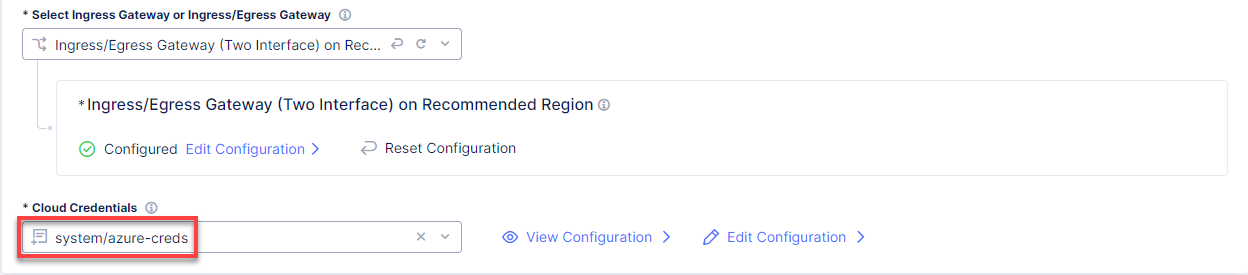 * Select Ingress Gateway or Ingress/Egress Gateway
Ingress/Egress Gateway (Two Interface) on Rec...
* Ingress/Egress Gateway (Two Interface) on Recommended Region
Configured Edit Configuration
Reset Configuration
* Cloud Credentials
system/azure-creds
View Configuration
Edit Configuration